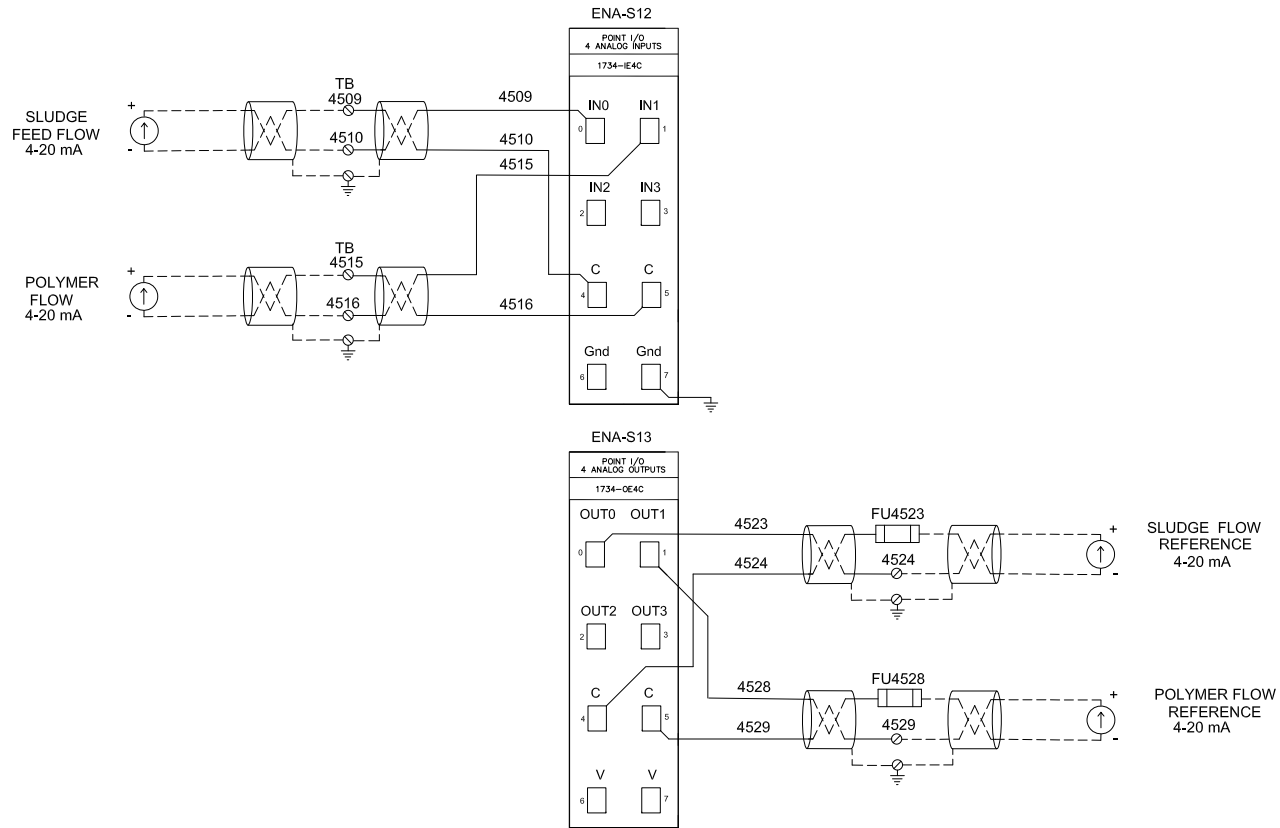 ENA-S12
POINT I/O
4 ANALOG INPUTS
1734-IE4C
SLUDGE
FEED FLOW
4-20 mA
+
-
TB
4509
4510
4509
4510
4515
IN0
IN1
0
1
IN2
IN3
2
3
POLYMER
FLOW
4-20 mA
+
-
TB
4515
4516
4516
C
C
4
5
Gnd
Gnd
6
7
ENA-S13
POINT I/O
4 ANALOG OUTPUTS
1734-OE4C
OUT0
OUT1
0
1
4523
4524
FU4523
4524
+
-
SLUDGE FLOW
REFERENCE
4-20 mA
OUT2
OUT3
2
3
C
C
4
5
4528
4529
FU4528
4529
+
-
POLYMER FLOW
REFERENCE
4-20 mA
V
V
6
7